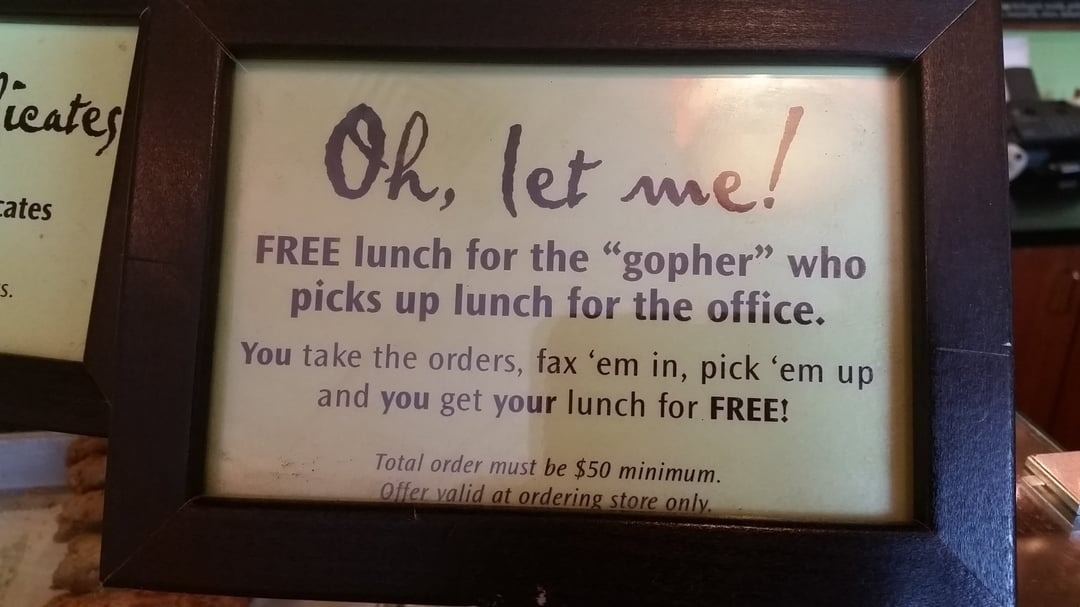 icates
cates
s.
Oh, let me!
FREE lunch for the “gopher” who
picks up lunch for the office.
You take the orders, fax ‘em in, pick ‘em up
and you get your lunch for FREE!
Total order must be $50 minimum.
Offer valid at ordering store only.